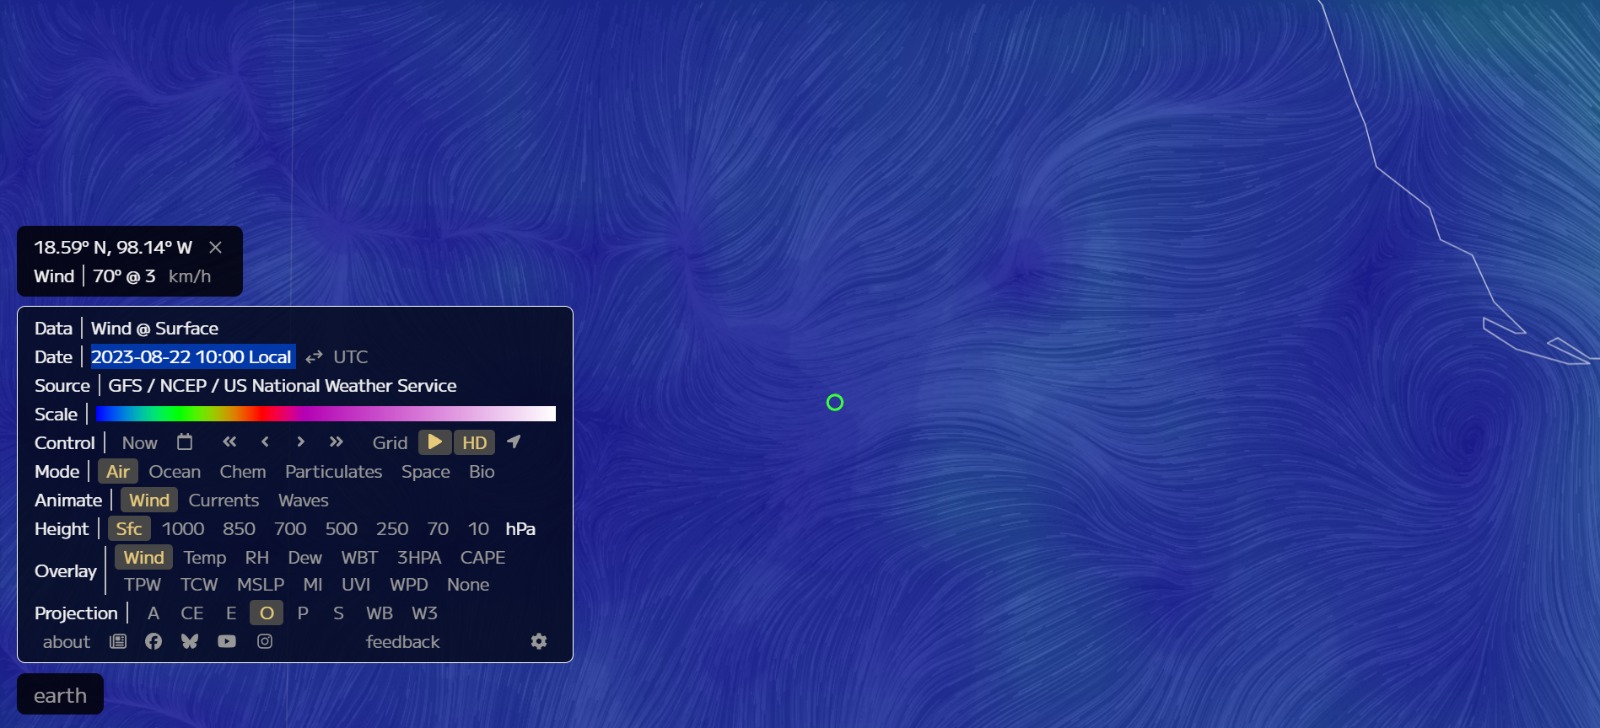 18.59° N, 98.14° W ×
Wind | 70° @ 3 km/h
Data | Wind @ Surface
Date | 2023-08-22 10:00 Local ⇄ UTC
Source | GFS / NCEP / US National Weather Service
Scale |
Control | Now « ‹ › » Grid HD
Mode | Air Ocean Chem Particulates Space Bio
Animate | Wind Currents Waves
Height | Sfc 1000 850 700 500 250 70 10 hPa
Overlay | Wind Temp RH Dew WBT 3HPA CAPE
TPW TCW MSLP MI UVI WPD None
Projection | A CE E O P S WB W3
about feedback
earth